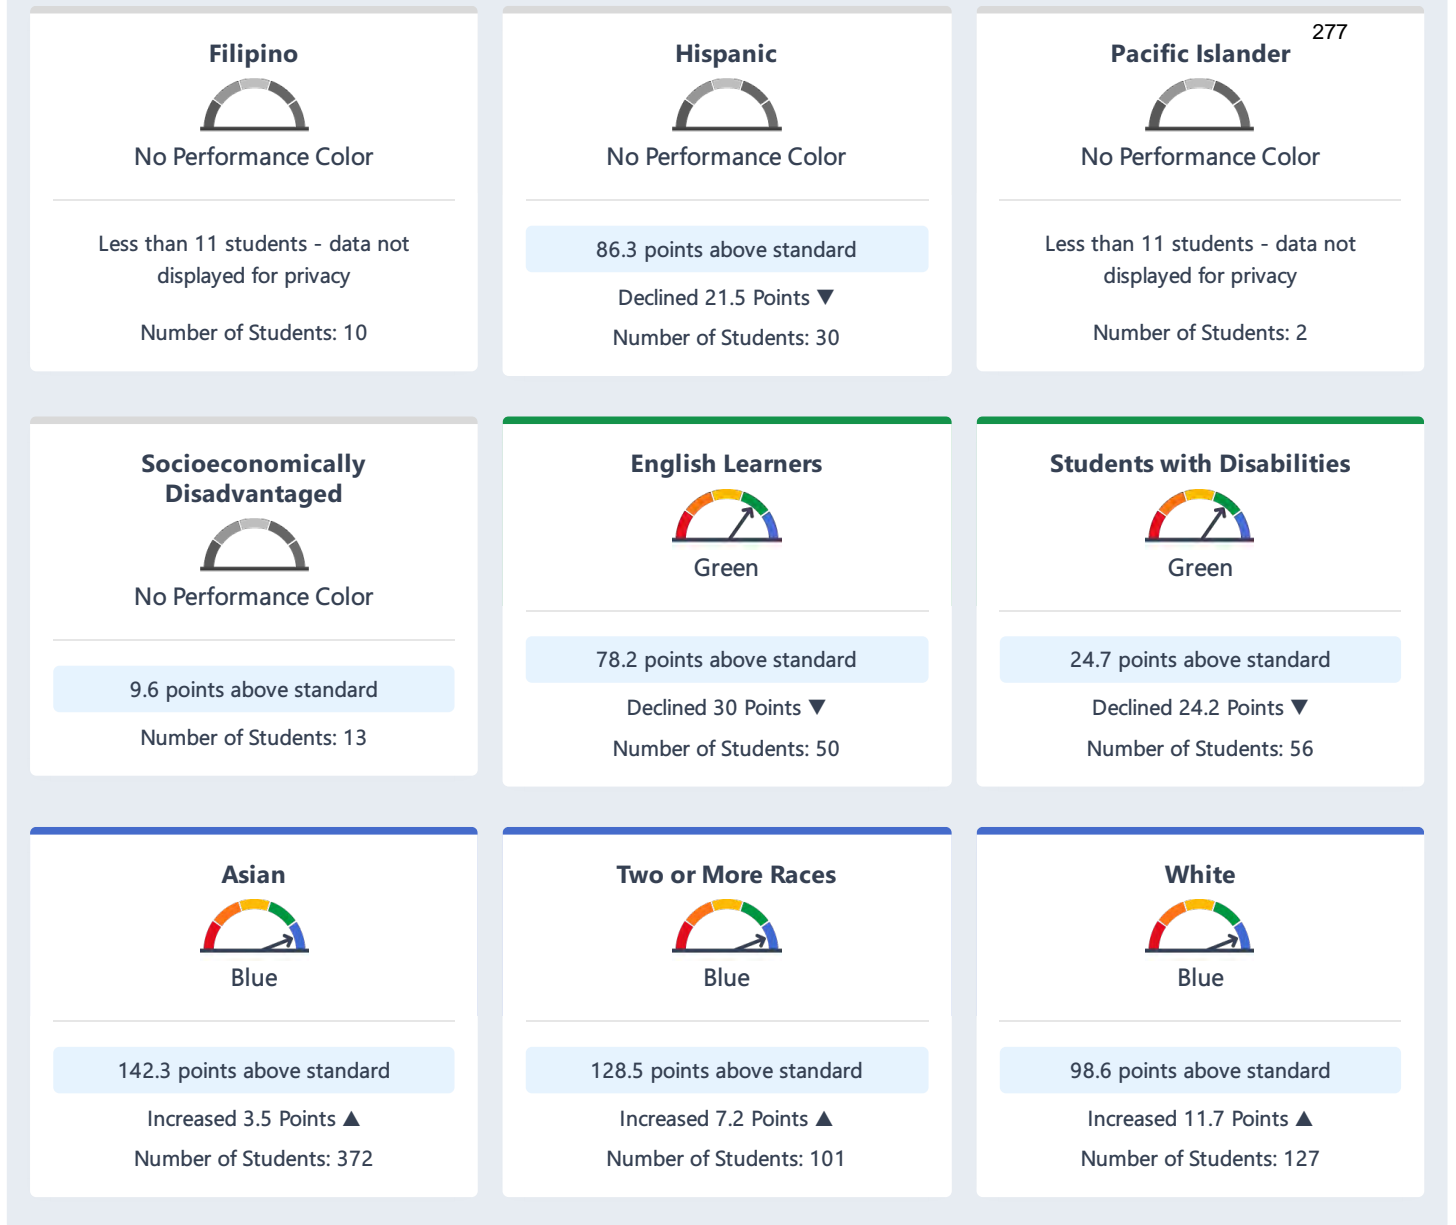 277
Filipino
No Performance Color
Less than 11 students - data not
displayed for privacy
Number of Students: 10
Hispanic
No Performance Color
86.3 points above standard
Declined 21.5 Points ▼
Number of Students: 30
Pacific Islander
No Performance Color
Less than 11 students - data not
displayed for privacy
Number of Students: 2
Socioeconomically
Disadvantaged
No Performance Color
9.6 points above standard
Number of Students: 13
English Learners
Green
78.2 points above standard
Declined 30 Points ▼
Number of Students: 50
Students with Disabilities
Green
24.7 points above standard
Declined 24.2 Points ▼
Number of Students: 56
Asian
Blue
142.3 points above standard
Increased 3.5 Points ▲
Number of Students: 372
Two or More Races
Blue
128.5 points above standard
Increased 7.2 Points ▲
Number of Students: 101
White
Blue
98.6 points above standard
Increased 11.7 Points ▲
Number of Students: 127